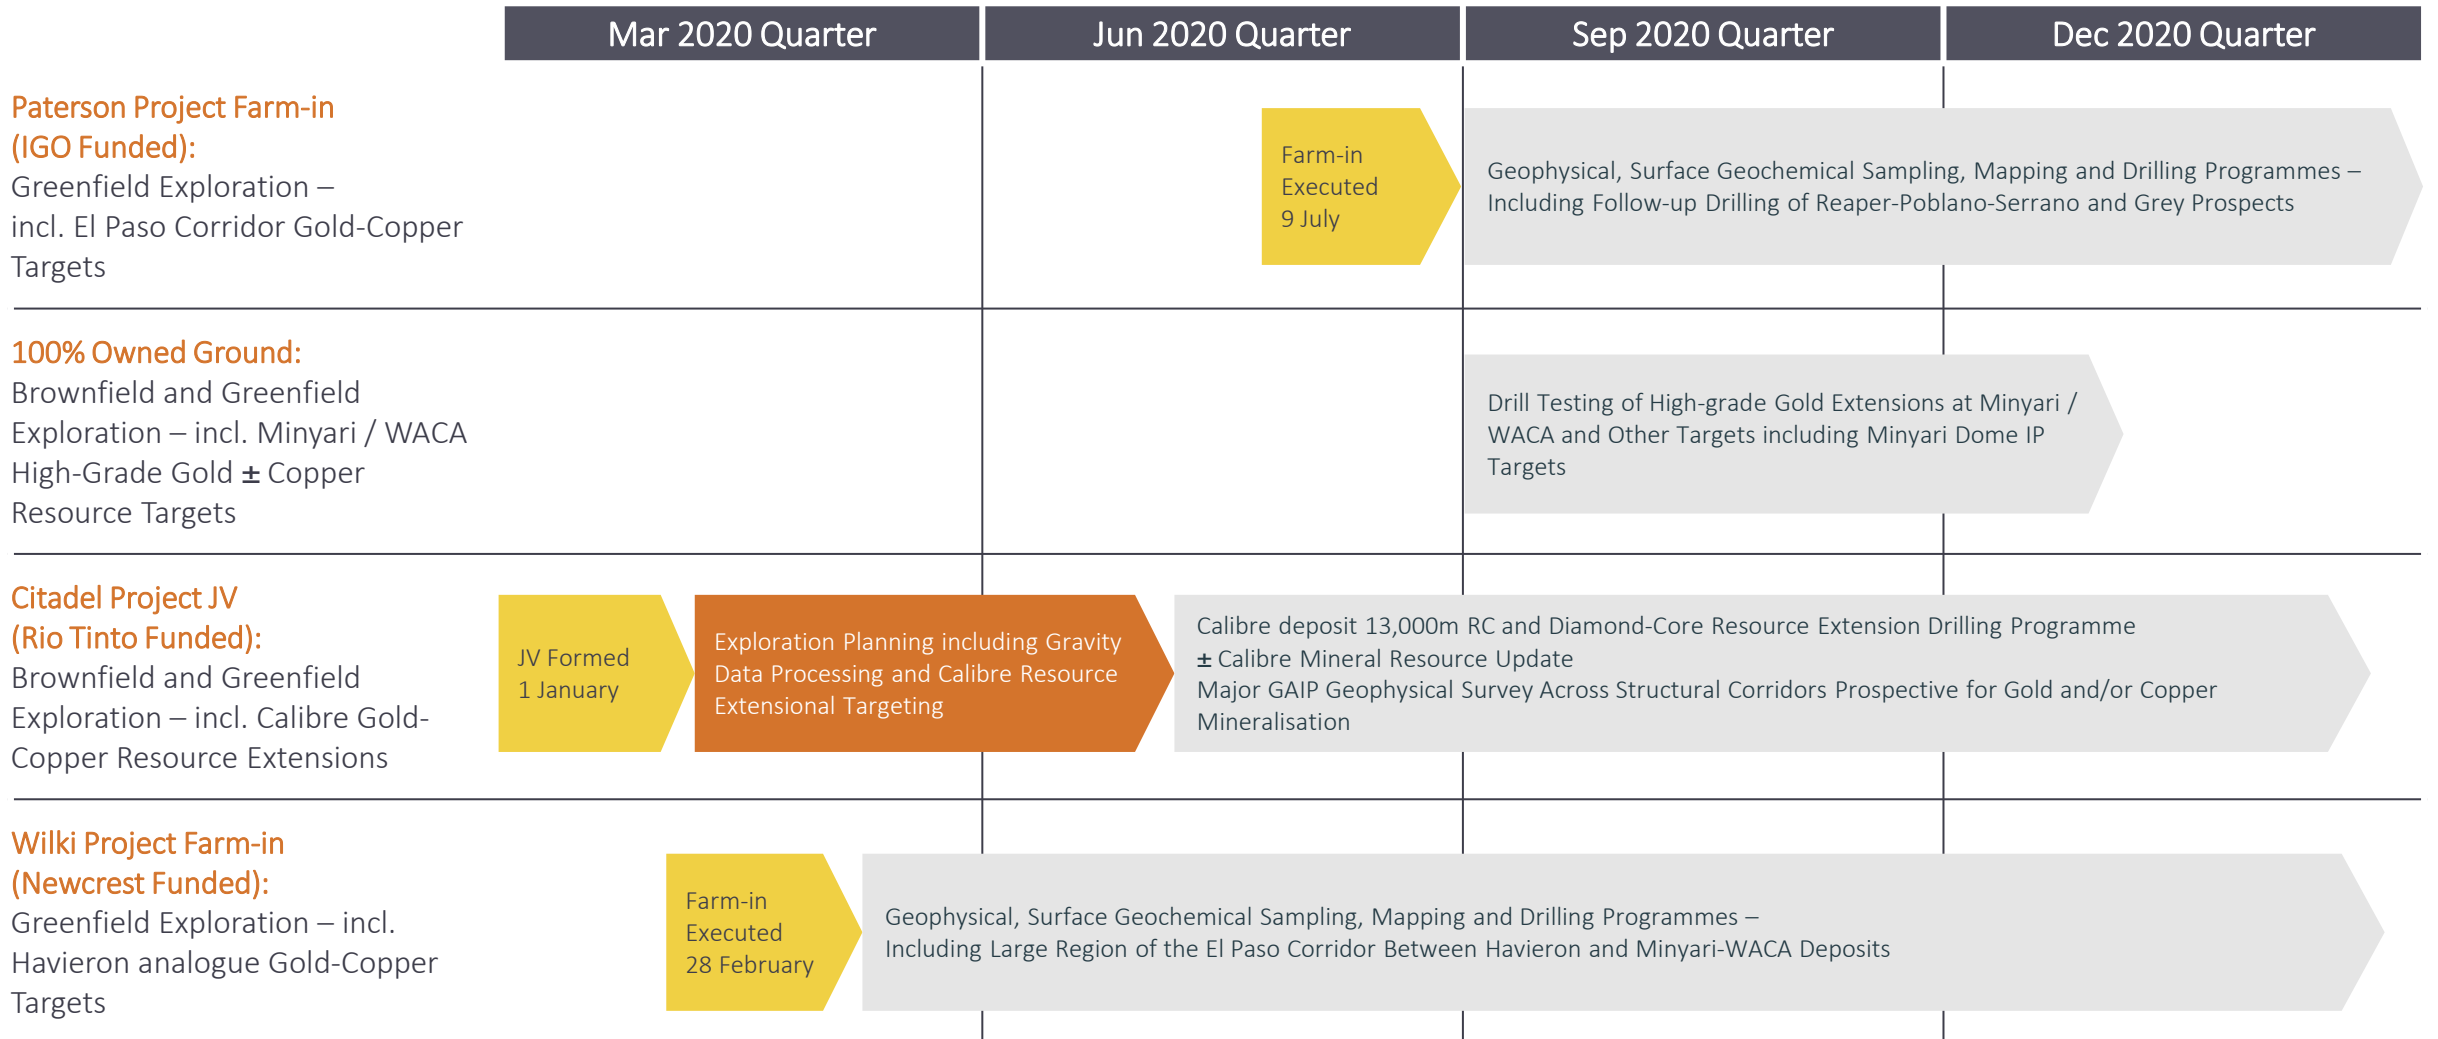 Mar 2020 Quarter
Jun 2020 Quarter
Sep 2020 Quarter
Dec 2020 Quarter
Paterson Project Farm-in
(IGO Funded):
Greenfield Exploration –
incl. El Paso Corridor Gold-Copper
Targets
Farm-in
Executed
9 July
Geophysical, Surface Geochemical Sampling, Mapping and Drilling Programmes –
Including Follow-up Drilling of Reaper-Poblano-Serrano and Grey Prospects
100% Owned Ground:
Brownfield and Greenfield
Exploration – incl. Minyari / WACA
High-Grade Gold ± Copper
Resource Targets
Drill Testing of High-grade Gold Extensions at Minyari /
WACA and Other Targets including Minyari Dome IP
Targets
Citadel Project JV
(Rio Tinto Funded):
Brownfield and Greenfield
Exploration – incl. Calibre Gold-
Copper Resource Extensions
JV Formed
1 January
Exploration Planning including Gravity
Data Processing and Calibre Resource
Extensional Targeting
Calibre deposit 13,000m RC and Diamond-Core Resource Extension Drilling Programme
± Calibre Mineral Resource Update
Major GAIP Geophysical Survey Across Structural Corridors Prospective for Gold and/or Copper
Mineralisation
Wilki Project Farm-in
(Newcrest Funded):
Greenfield Exploration – incl.
Havieron analogue Gold-Copper
Targets
Farm-in
Executed
28 February
Geophysical, Surface Geochemical Sampling, Mapping and Drilling Programmes –
Including Large Region of the El Paso Corridor Between Havieron and Minyari-WACA Deposits